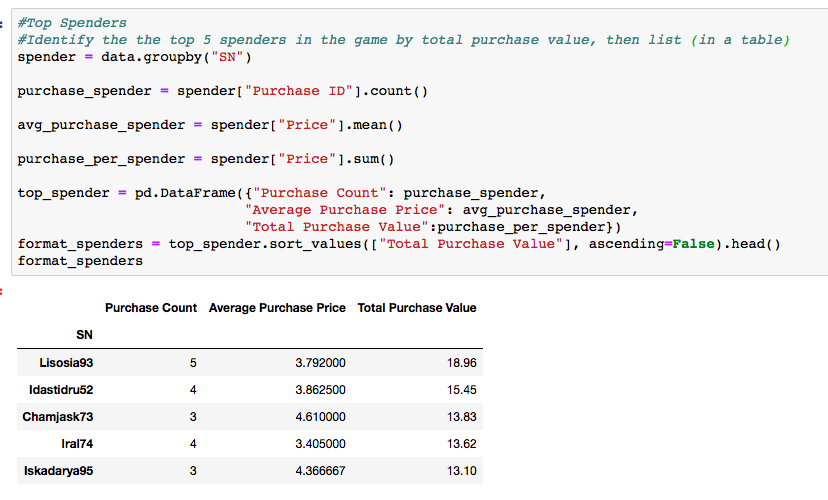 #Top Spenders
#Identify the the top 5 spenders in the game by total purchase value, then list (in a table)
spender = data.groupby("SN")
purchase_spender = spender["Purchase ID"].count()
avg_purchase_spender = spender["Price"].mean()
purchase_per_spender = spender["Price"].sum()
top_spender = pd.DataFrame({"Purchase Count": purchase_spender,
"Average Purchase Price": avg_purchase_spender,
"Total Purchase Value":purchase_per_spender})
format_spenders = top_spender.sort_values(["Total Purchase Value"], ascending=False).head()
format_spenders
Purchase Count Average Purchase Price Total Purchase Value
SN
Lisosia93 5 3.792000 18.96
Idastidru52 4 3.862500 15.45
Chamjask73 3 4.610000 13.83
Iral74 4 3.405000 13.62
Iskadarya95 3 4.366667 13.10